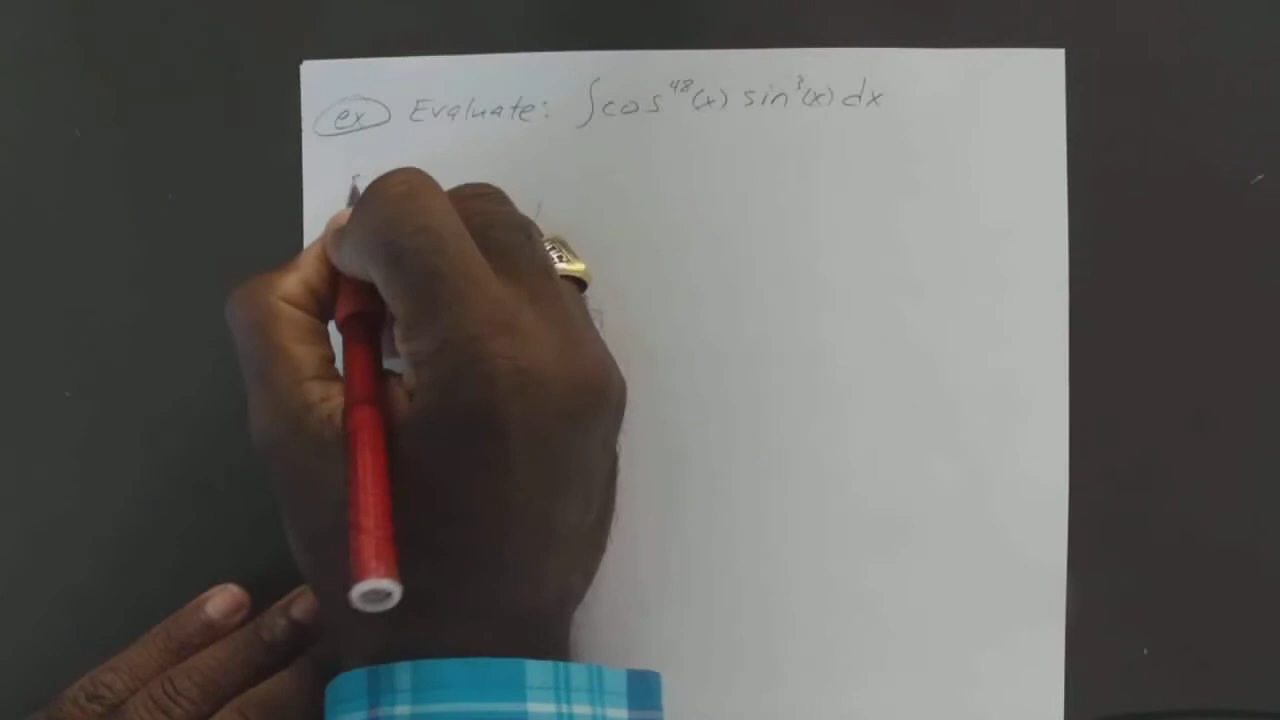 ex Evaluate: ∫cos⁴⁸(x) sin³(x) dx